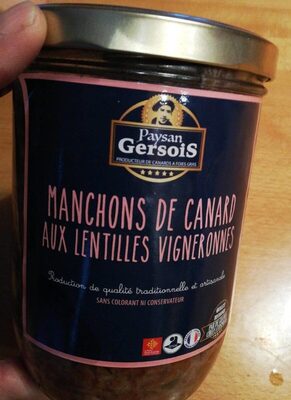 Paysan
Gersois
PRODUCTEUR DE CANARDS A FOIES GRAS
MANCHONS DE CANARD
AUX LENTILLES VIGNERONNES
Production de qualité traditionnelle et artisanale
SANS COLORANT NI CONSERVATEUR